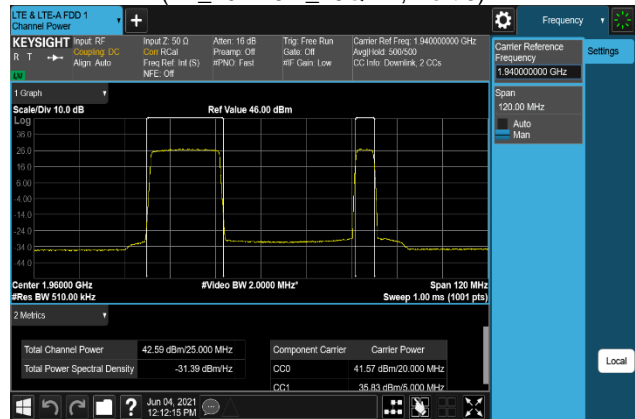 LTE & LTE-A FDD 1
Channel Power
Frequency
KEYSIGHT
R T
LU
Input: RF
Coupling: DC
Align: Auto
Input Z: 50 Ω
Corr RCal
Freq Ref: Int (S)
NFE: Off
Atten: 16 dB
Preamp: Off
#PNO: Fast
Trig: Free Run
Gate: Off
#IF Gain: Low
Carrier Ref Freq: 1.940000000 GHz
Avg|Hold: 500/500
CC Info: Downlink, 2 CCs
Carrier Reference
Frequency
1.940000000 GHz
Settings
Span
120.00 MHz
Auto
Man
1 Graph
Scale/Div 10.0 dB
Ref Value 46.00 dBm
Log
36.0
26.0
16.0
6.00
-4.00
-14.0
-24.0
-34.0
-44.0
Center 1.96000 GHz
#Video BW 2.0000 MHz*
Span 120 MHz
#Res BW 510.00 kHz
Sweep 1.00 ms (1001 pts)
2 Metrics
Total Channel Power 42.59 dBm/25.000 MHz
Total Power Spectral Density -31.39 dBm/Hz
Component Carrier Carrier Power
CC0 41.57 dBm/20.000 MHz
CC1 35.83 dBm/5.000 MHz
Local
Jun 04, 2021
12:12:15 PM